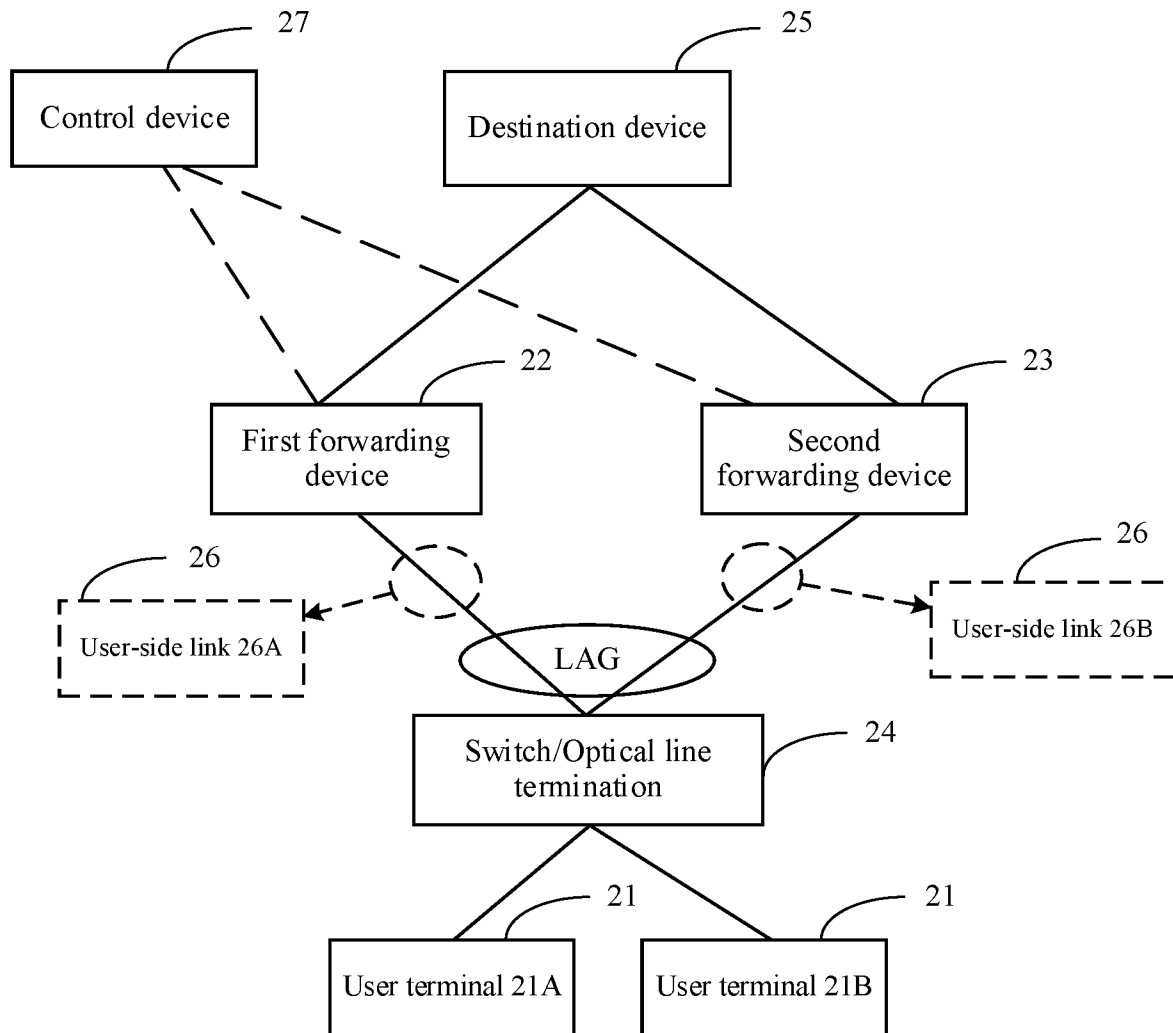 27
25
Control device
Destination device
22
23
First forwarding
device
Second
forwarding device
26
26
User-side link 26A
User-side link 26B
LAG
24
Switch/Optical line
termination
21
21
User terminal 21A
User terminal 21B